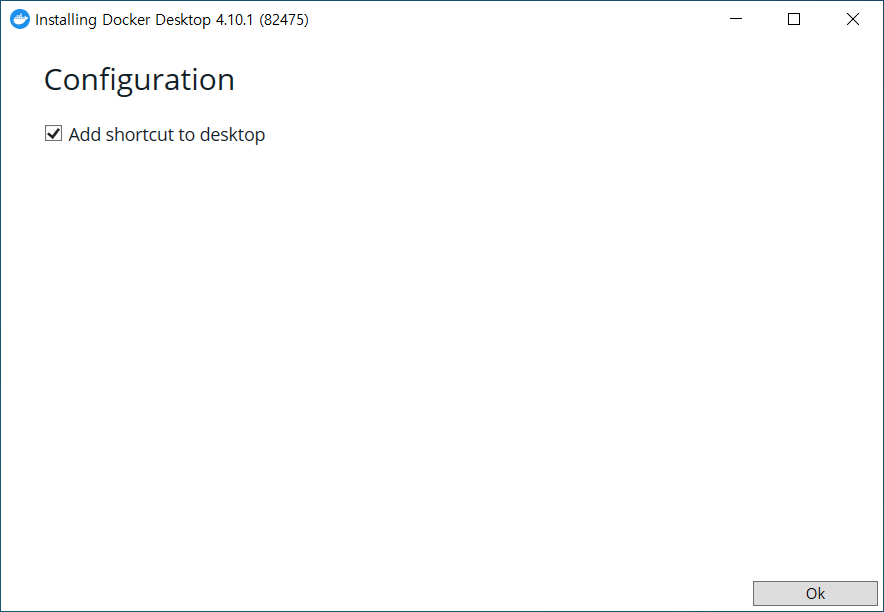 Installing Docker Desktop 4.10.1 (82475)
Configuration
Add shortcut to desktop
Ok